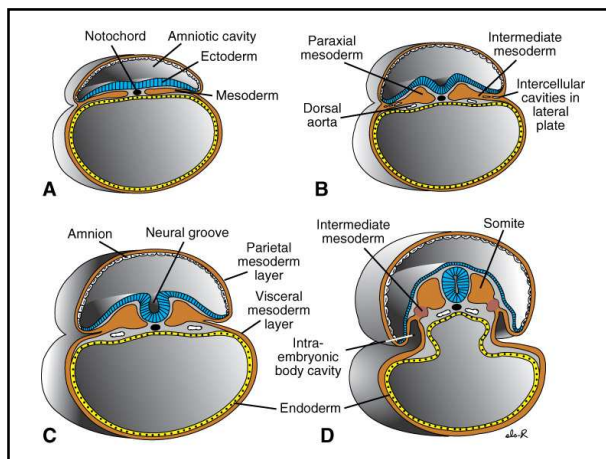 Notochord
Amniotic cavity
Ectoderm
Mesoderm
A
Paraxial
mesoderm
Intermediate
mesoderm
Intercellular
cavities in
lateral
plate
Dorsal
aorta
B
Amnion
Neural groove
Parietal
mesoderm
layer
Visceral
mesoderm
layer
Endoderm
C
Intermediate
mesoderm
Somite
Intra-
embryonic
body cavity
D